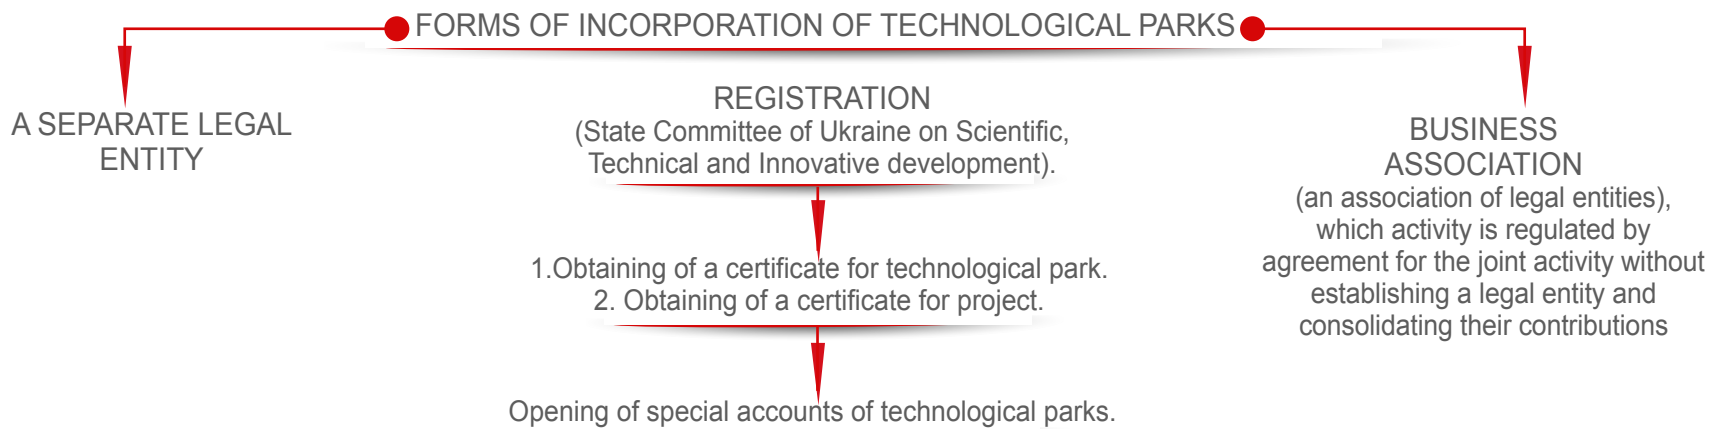 FORMS OF INCORPORATION OF TECHNOLOGICAL PARKS
A SEPARATE LEGAL
ENTITY
REGISTRATION
(State Committee of Ukraine on Scientific,
Technical and Innovative development).
1.Obtaining of a certificate for technological park.
2. Obtaining of a certificate for project.
Opening of special accounts of technological parks.
BUSINESS
ASSOCIATION
(an association of legal entities),
which activity is regulated by
agreement for the joint activity without
establishing a legal entity and
consolidating their contributions